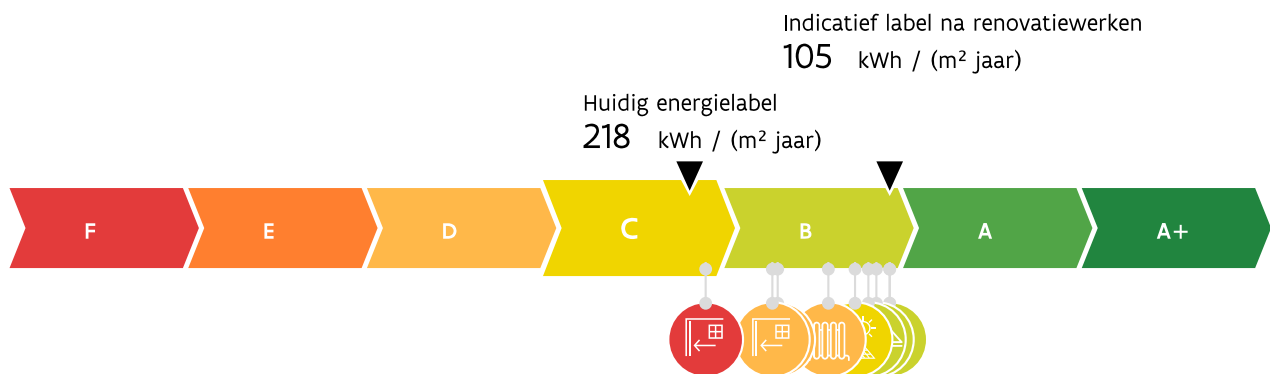 Indicatief label na renovatiewerken
105 kWh / (m² jaar)
Huidig energielabel
218 kWh / (m² jaar)
F E D C B A A+